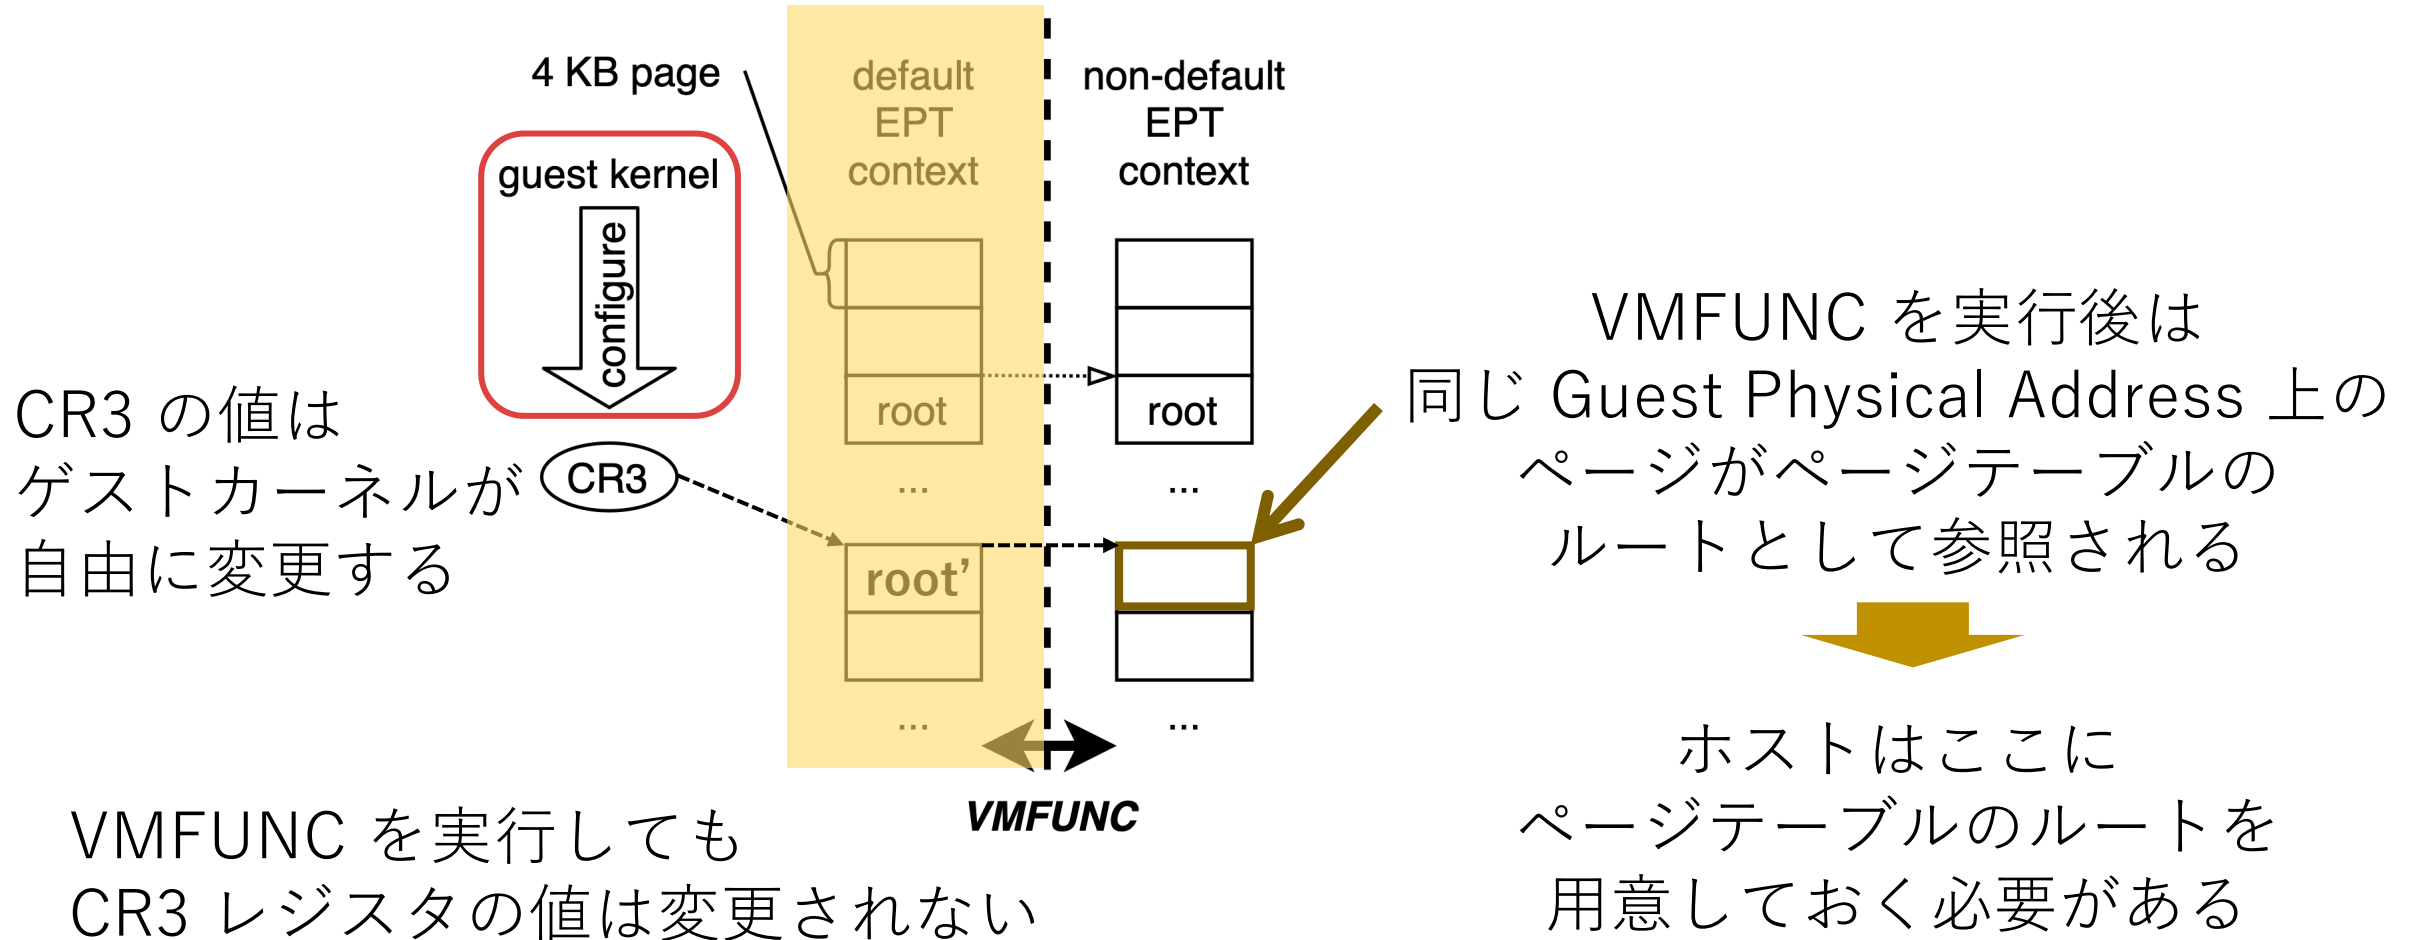 4 KB page
default
EPT
context
non-default
EPT
context
guest kernel
configure
CR3 の値は
ゲストカーネルが
自由に変更する
CR3
root
root
...
...
root’
...
...
VMFUNC
VMFUNC を実行後は
同じ Guest Physical Address 上の
ページがページテーブルの
ルートとして参照される
ホストはここに
ページテーブルのルートを
用意しておく必要がある
VMFUNC を実行しても
CR3 レジスタの値は変更されない